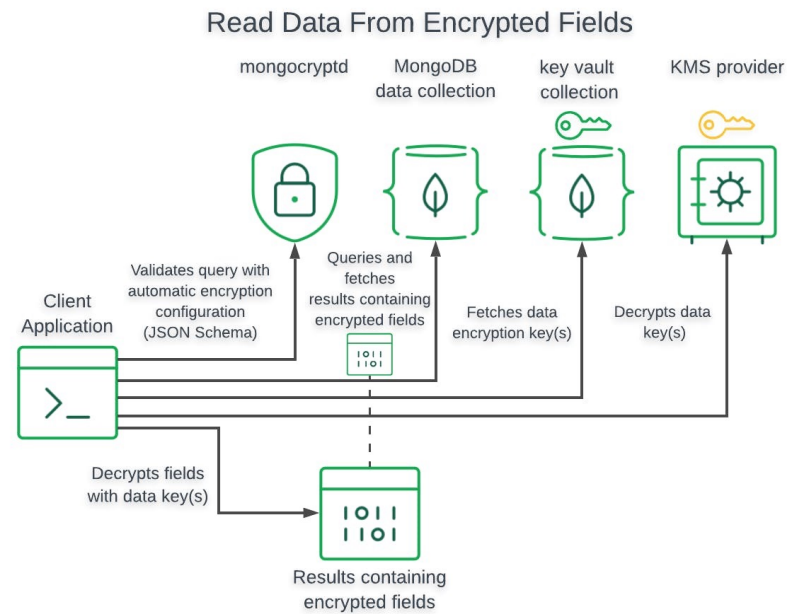 Read Data From Encrypted Fields
mongocryptd
MongoDB
data collection
key vault
collection
KMS provider
Validates query with
automatic encryption
configuration
(JSON Schema)
Queries and
fetches
results containing
encrypted fields
Fetches data
encryption key(s)
Decrypts data
key(s)
Client
Application
>_
1011
1101
Decrypts fields
with data key(s)
1011
1101
Results containing
encrypted fields